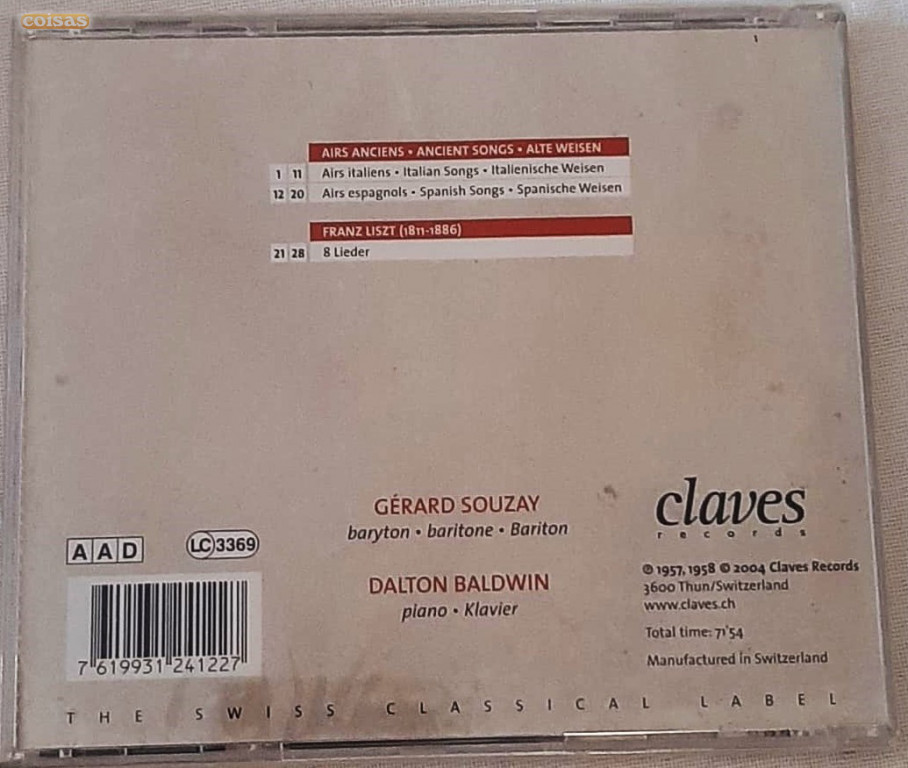 coisas
AIRS ANCIENS • ANCIENT SONGS • ALTE WEISEN
1 11 Airs italiens • Italian Songs • Italienische Weisen
12 20 Airs espagnols • Spanish Songs • Spanische Weisen
FRANZ LISZT (1811-1886)
21 28 8 Lieder
GÉRARD SOUZAY
baryton • baritone • Bariton
DALTON BALDWIN
piano • Klavier
AAD
LC 3369
7 619931 241227
claves
records
℗ 1957, 1958 © 2004 Claves Records
3600 Thun/Switzerland
www.claves.ch
Total time: 71'54
Manufactured in Switzerland
THE SWISS CLASSICAL LABEL